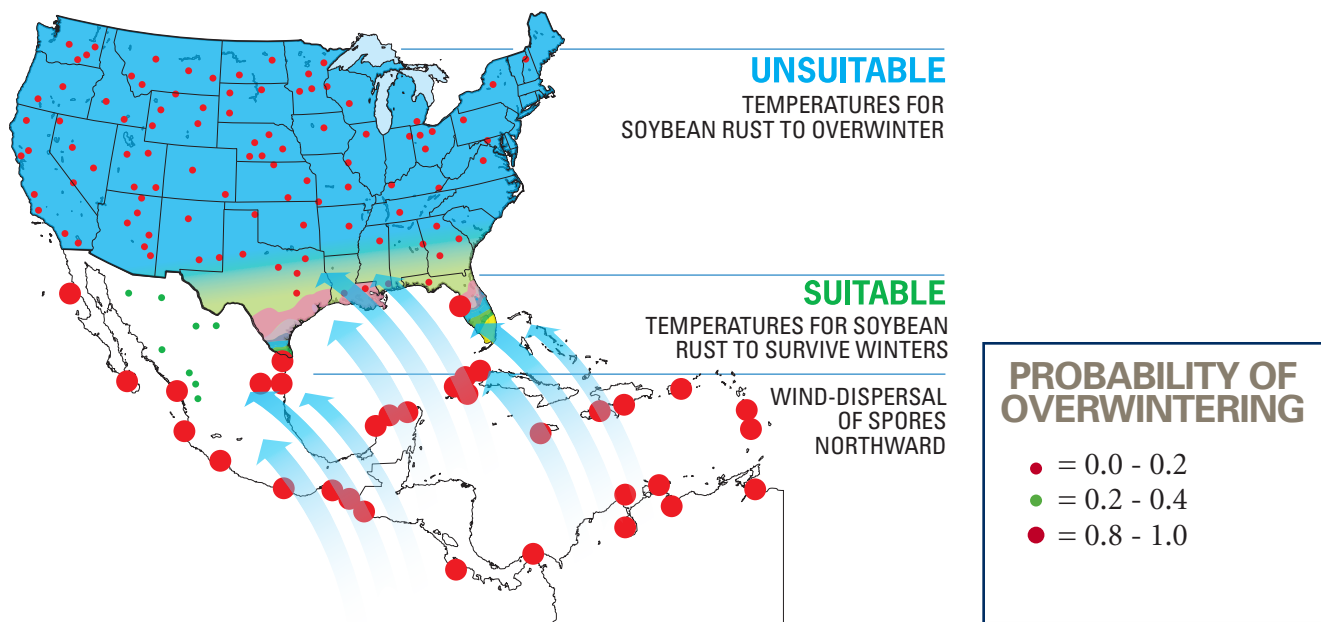 UNSUITABLE
TEMPERATURES FOR
SOYBEAN RUST TO OVERWINTER
SUITABLE
TEMPERATURES FOR SOYBEAN
RUST TO SURVIVE WINTERS
WIND-DISPERSAL
OF SPORES
NORTHWARD
PROBABILITY OF
OVERWINTERING
= 0.0 - 0.2
= 0.2 - 0.4
= 0.8 - 1.0